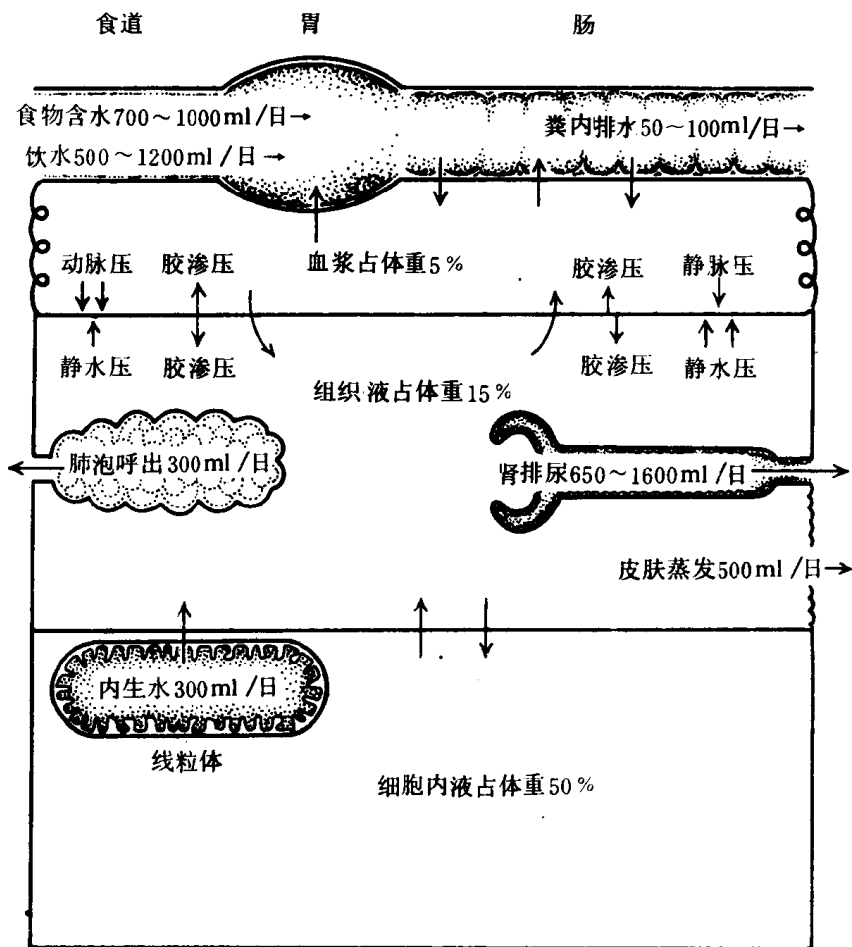 食道 胃 肠
食物含水700～1000ml/日→
粪内排水50～100ml/日→
饮水500～1200ml/日→
血浆占体重5%
动脉压 胶渗压 胶渗压 静脉压
静水压 胶渗压 胶渗压 静水压
组织液占体重15%
肺泡呼出300ml/日
肾排尿650～1600ml/日
皮肤蒸发500ml/日→
内生水300ml/日
线粒体
细胞内液占体重50%